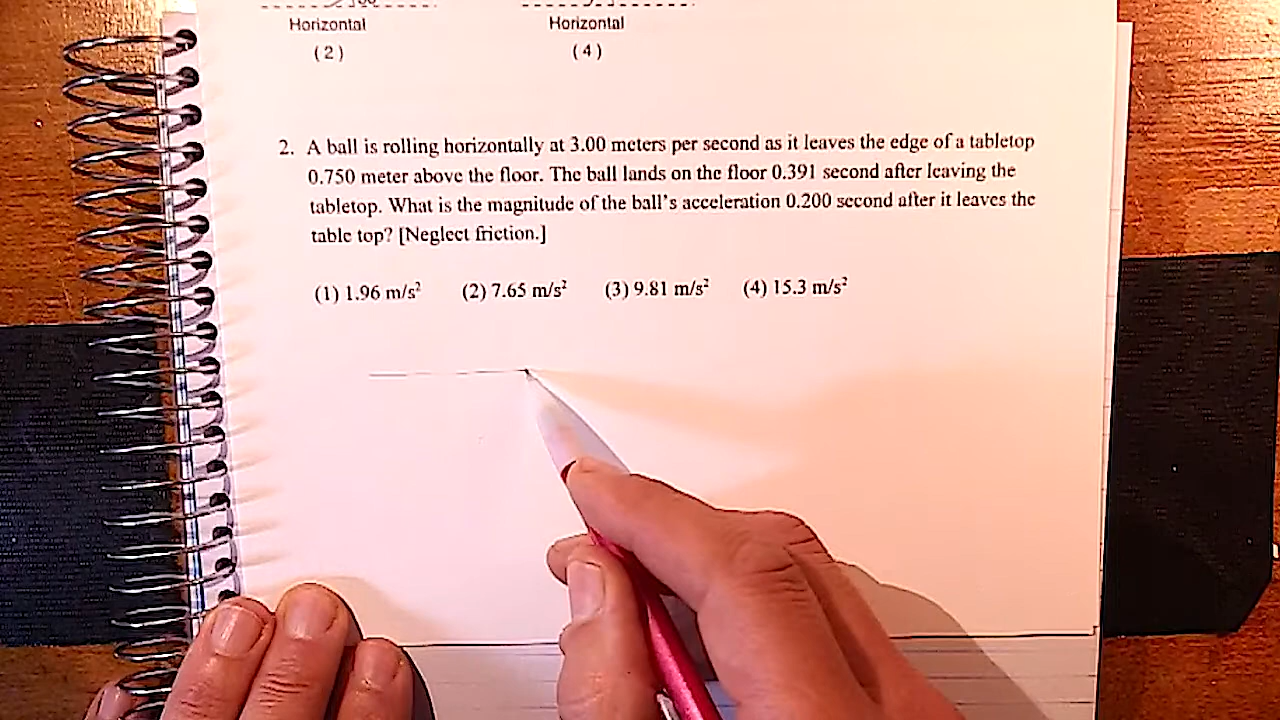 Horizontal Horizontal
(2) (4)
2. A ball is rolling horizontally at 3.00 meters per second as it leaves the edge of a tabletop
0.750 meter above the floor. The ball lands on the floor 0.391 second after leaving the
tabletop. What is the magnitude of the ball's acceleration 0.200 second after it leaves the
table top? [Neglect friction.]
(1) 1.96 m/s² (2) 7.65 m/s² (3) 9.81 m/s² (4) 15.3 m/s²